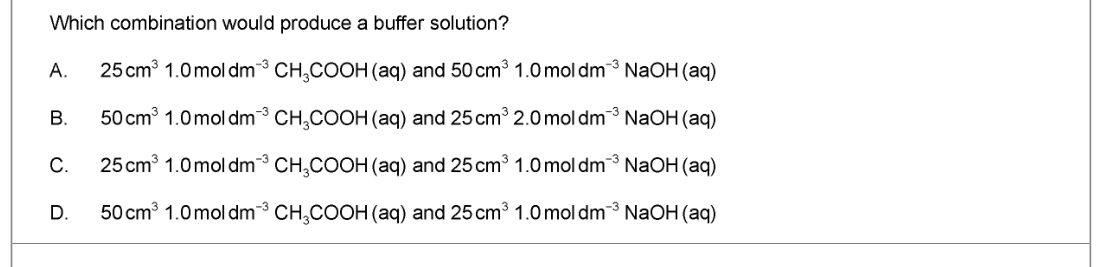 Which combination would produce a buffer solution?
A. 25 cm³ 1.0 mol dm⁻³ CH₃COOH (aq) and 50 cm³ 1.0 mol dm⁻³ NaOH (aq)
B. 50 cm³ 1.0 mol dm⁻³ CH₃COOH (aq) and 25 cm³ 2.0 mol dm⁻³ NaOH (aq)
C. 25 cm³ 1.0 mol dm⁻³ CH₃COOH (aq) and 25 cm³ 1.0 mol dm⁻³ NaOH (aq)
D. 50 cm³ 1.0 mol dm⁻³ CH₃COOH (aq) and 25 cm³ 1.0 mol dm⁻³ NaOH (aq)